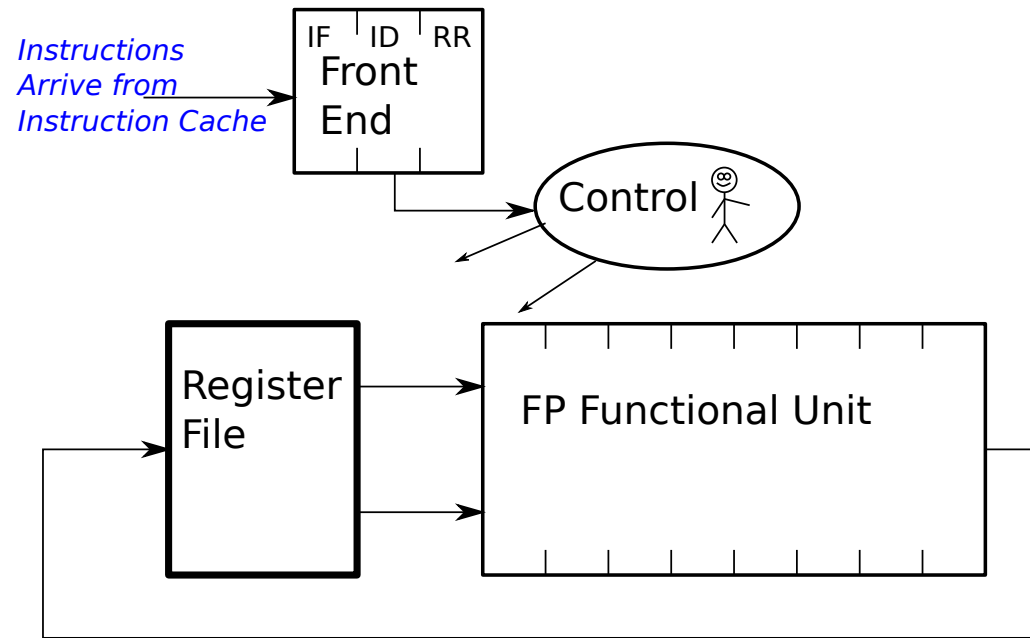 Instructions
Arrive from
Instruction Cache
IF ID RR
Front
End
Control
Register
File
FP Functional Unit